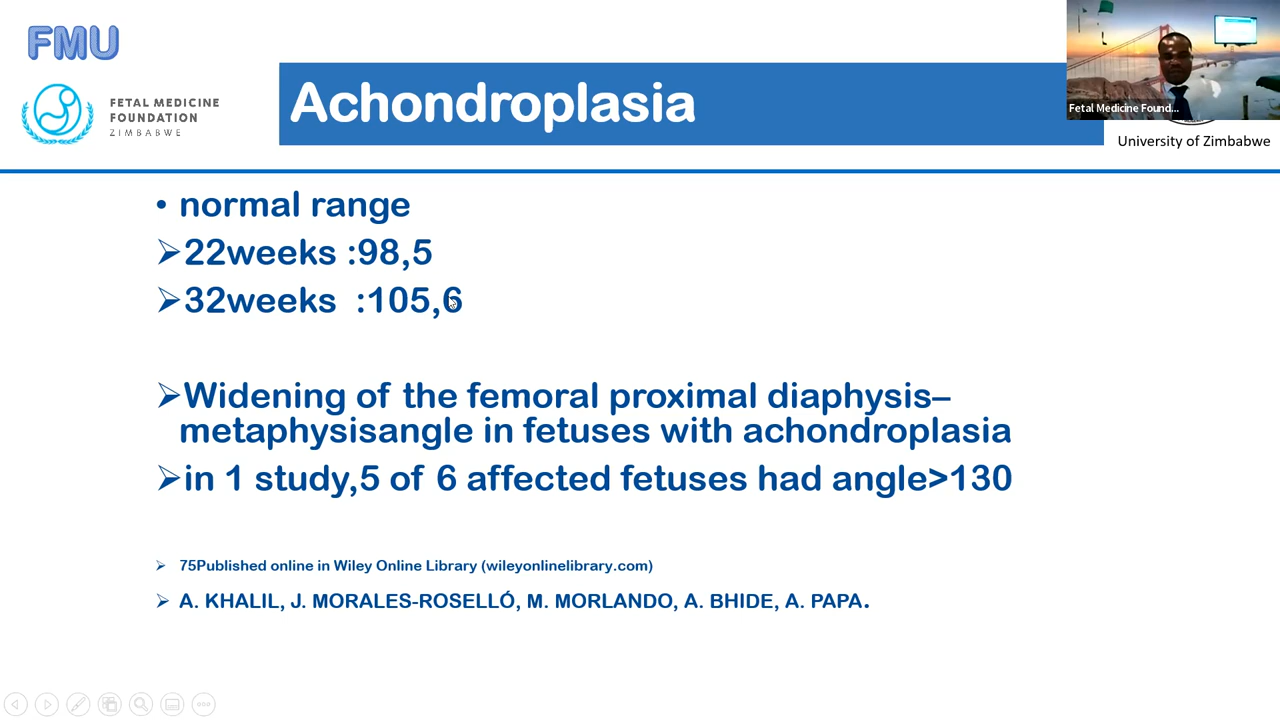 FMU
FETAL MEDICINE
FOUNDATION
ZIMBABWE
Achondroplasia
Fetal Medicine Found...
University of Zimbabwe
• normal range
➢22weeks :98,5
➢32weeks :105,6
➢Widening of the femoral proximal diaphysis–
metaphysisangle in fetuses with achondroplasia
➢in 1 study,5 of 6 affected fetuses had angle>130
➢ 75Published online in Wiley Online Library (wileyonlinelibrary.com)
➢ A. KHALIL, J. MORALES-ROSELLÓ, M. MORLANDO, A. BHIDE, A. PAPA.